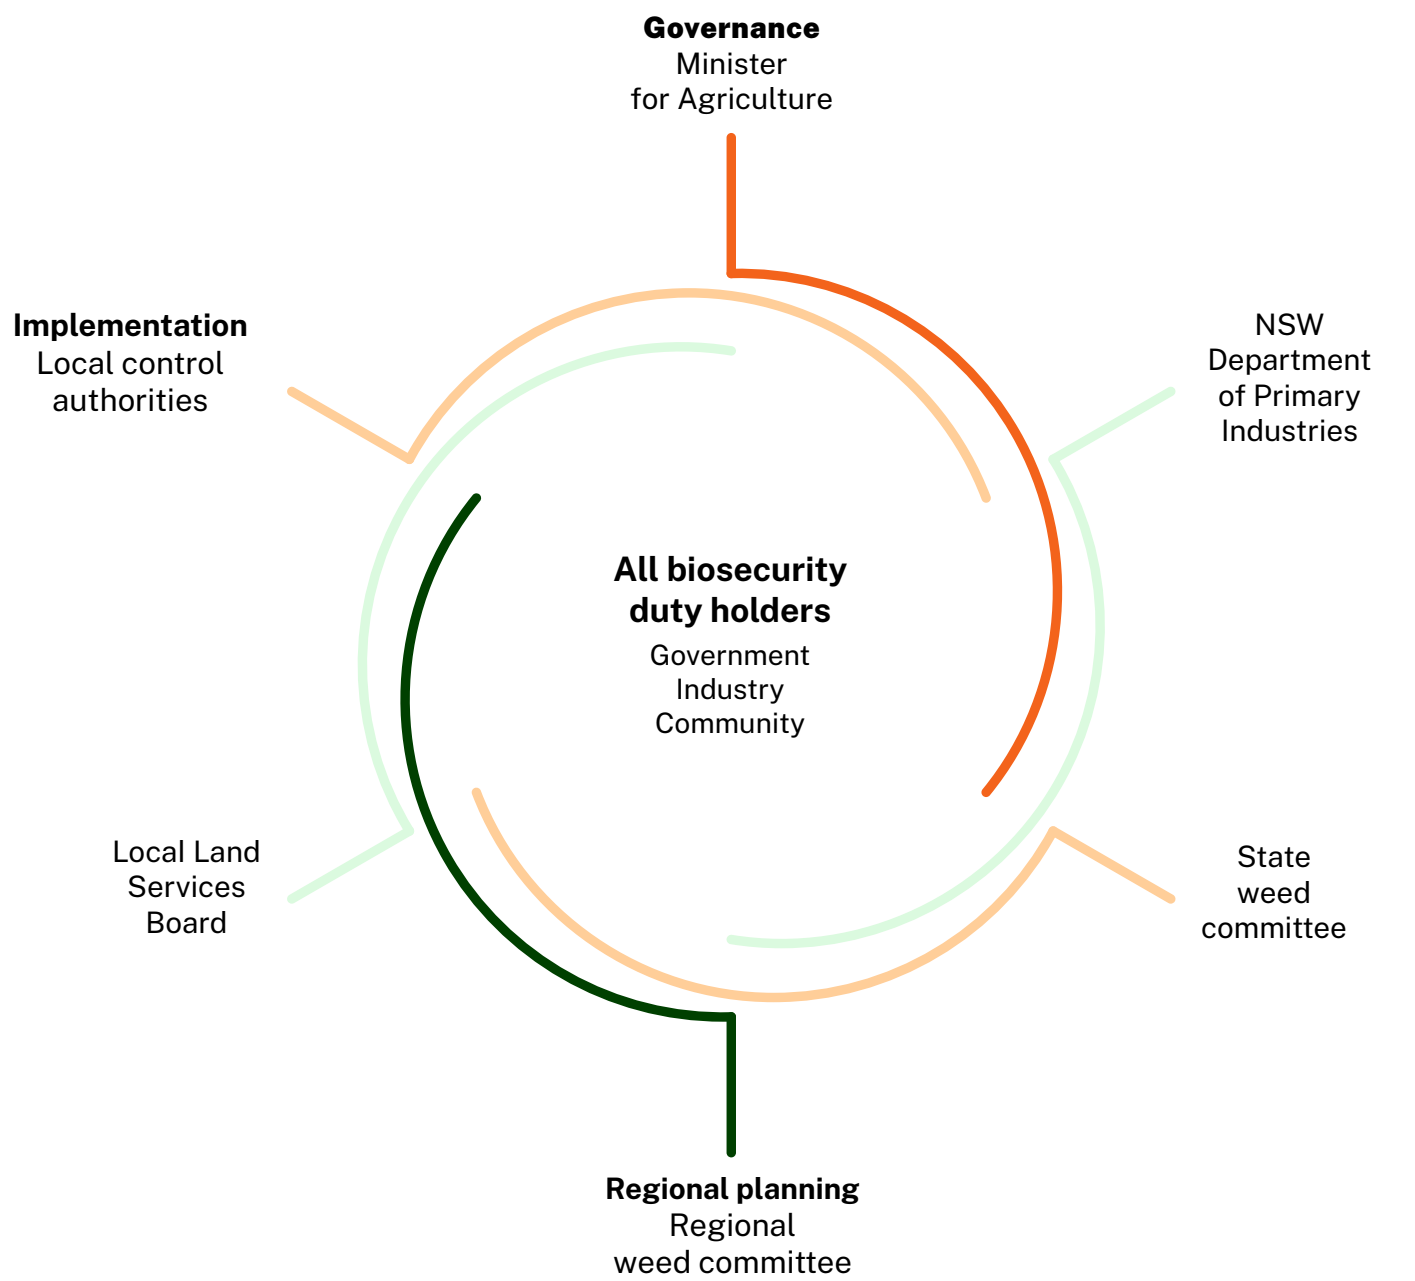 Governance
Minister
for Agriculture
NSW
Department
of Primary
Industries
State
weed
committee
Regional planning
Regional
weed committee
Local Land
Services
Board
Implementation
Local control
authorities
All biosecurity
duty holders
Government
Industry
Community